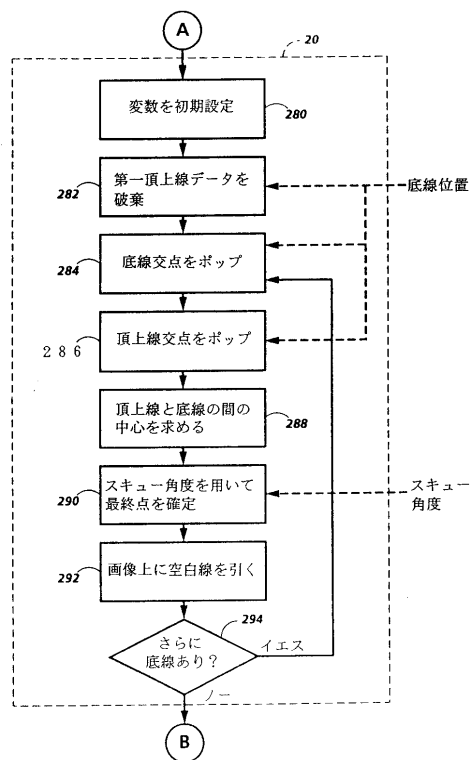 A
20
変数を初期設定
280
第一頂上線データを
破棄
282
底線位置
底線交点をポップ
284
頂上線交点をポップ
286
頂上線と底線の間の
中心を求める
288
スキュー角度を用いて
最終点を確定
290
スキュー
角度
画像上に空白線を引く
292
294
さらに
底線あり?
イエス
ノー
B